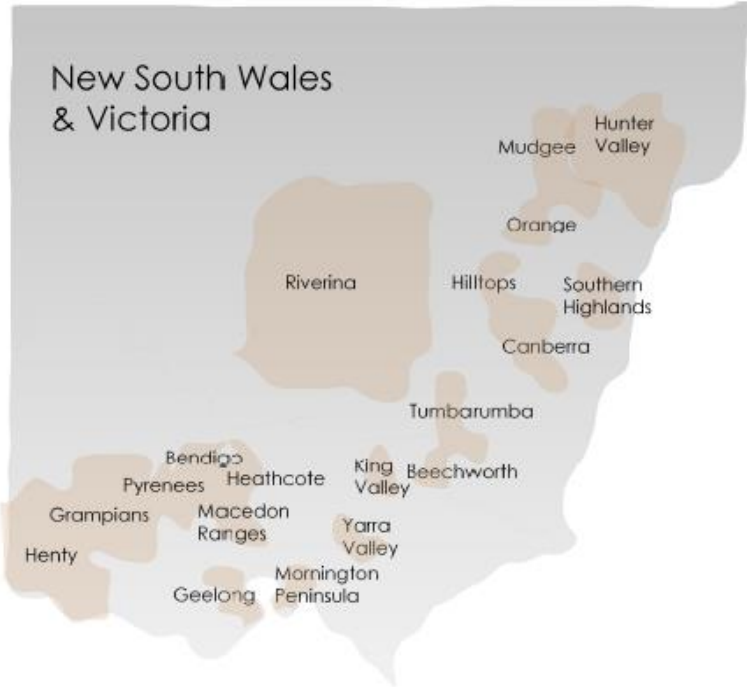 New South Wales
& Victoria
Hunter
Valley
Mudgee
Orange
Riverina
Hilltops
Southern
Highlands
Canberra
Tumbarumba
Bendigo
Pyrenees
Heathcote
King
Valley
Beechworth
Grampians
Macedon
Ranges
Yarra
Valley
Henty
Geelong
Mornington
Peninsula